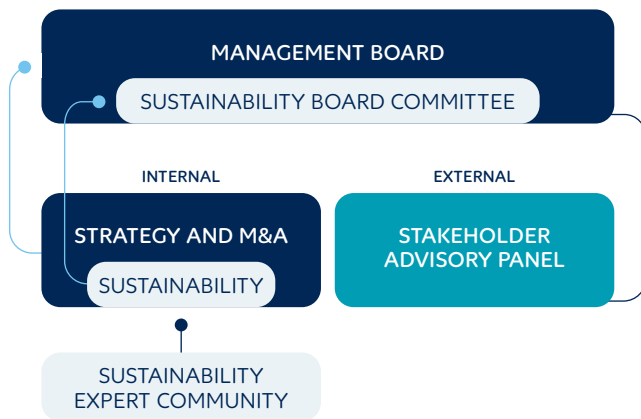 MANAGEMENT BOARD
SUSTAINABILITY BOARD COMMITTEE
INTERNAL
EXTERNAL
STRATEGY AND M&A
SUSTAINABILITY
STAKEHOLDER
ADVISORY PANEL
SUSTAINABILITY
EXPERT COMMUNITY